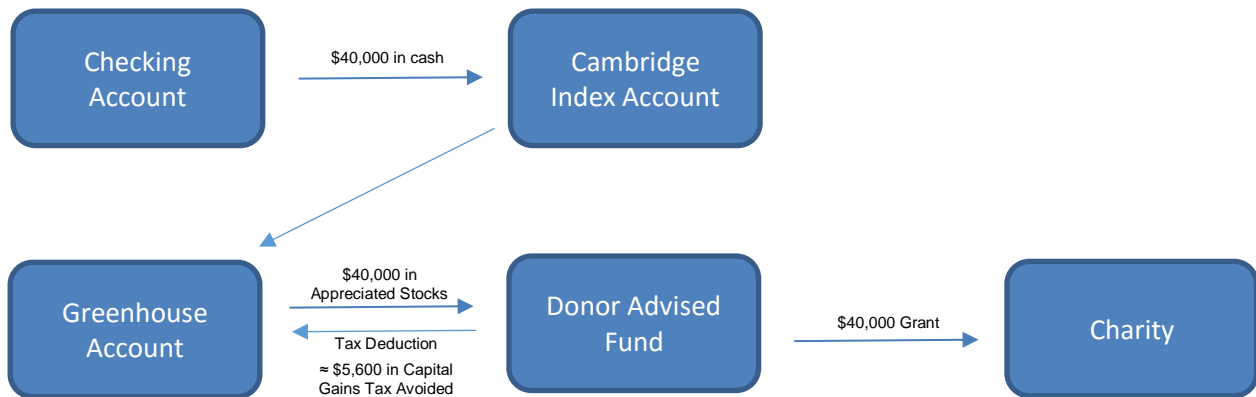 Checking
Account
$40,000 in cash
Cambridge
Index Account
Greenhouse
Account
$40,000 in
Appreciated Stocks
Tax Deduction
≈ $5,600 in Capital
Gains Tax Avoided
Donor Advised
Fund
$40,000 Grant
Charity